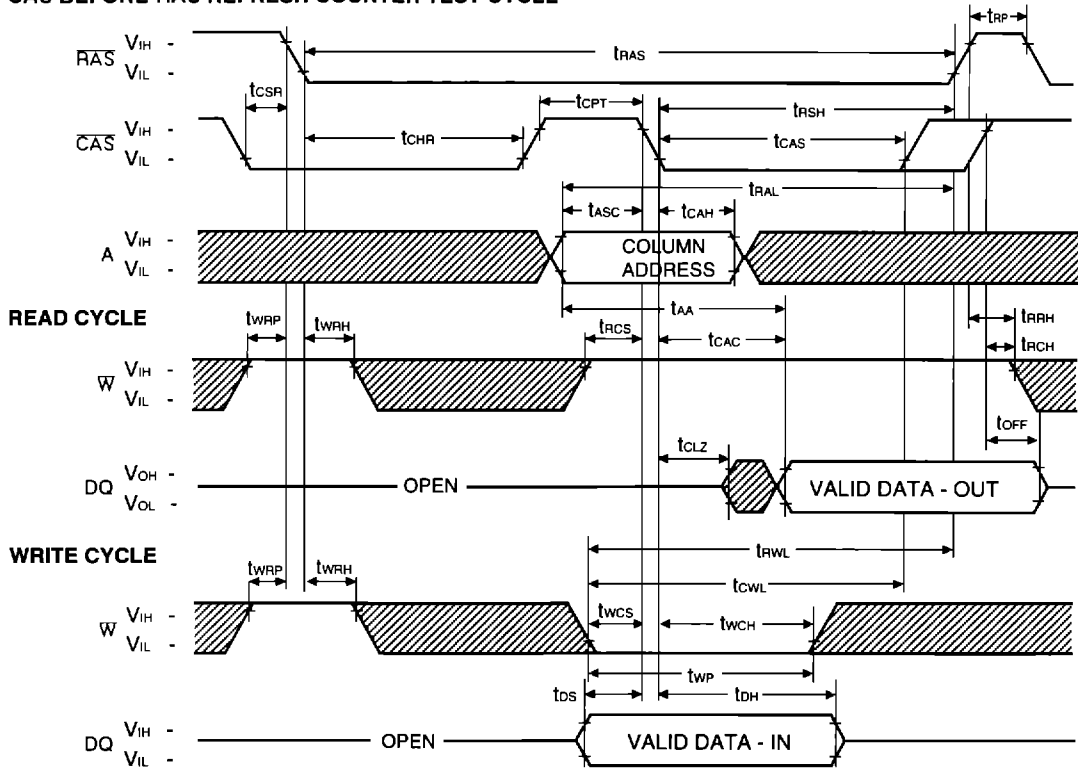 CAS BEFORE RAS REFRESH COUNTER TEST CYCLE
tRP
RAS VIH -
VIL -
tRAS
tCSR
tCPT
tRSH
CAS VIH -
VIL -
tCHR
tCAS
tRAL
tASC
tCAH
A VIH -
VIL -
COLUMN
ADDRESS
READ CYCLE
tAA
tRRH
tWRP
tWRH
tRCS
tCAC
tRCH
W VIH -
VIL -
tOFF
tCLZ
DQ VOH -
VOL -
OPEN
VALID DATA - OUT
WRITE CYCLE
tRWL
tWRP
tWRH
tCWL
W VIH -
VIL -
tWCS
tWCH
tWP
tDS
tDH
DQ VIH -
VIL -
OPEN
VALID DATA - IN